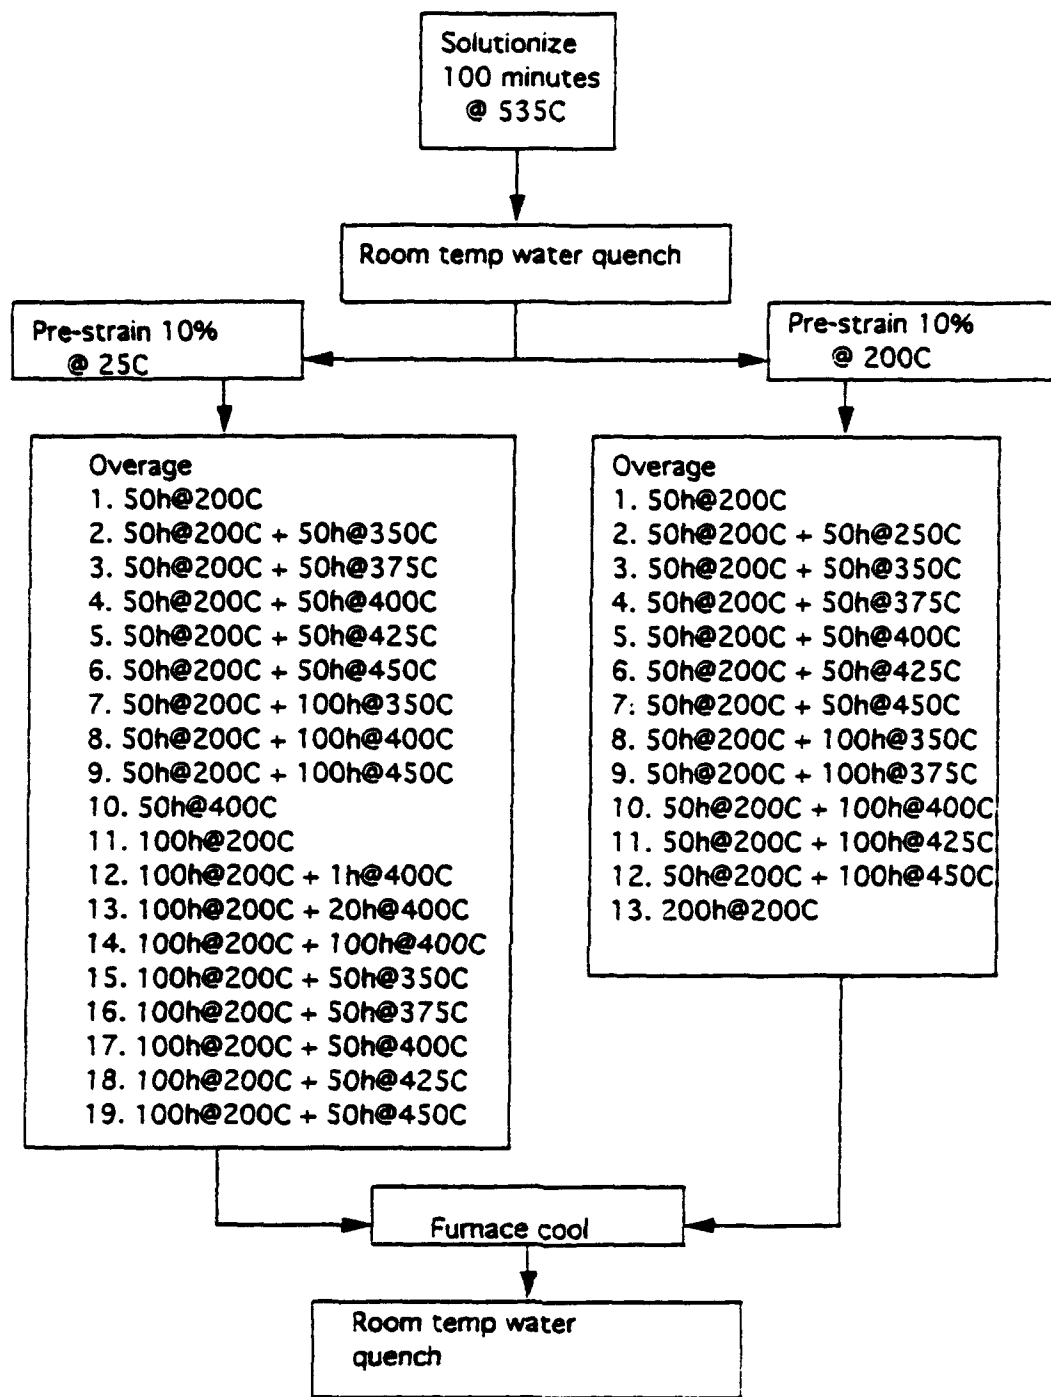 Solutionize
100 minutes
@ 535C
Room temp water quench
Pre-strain 10%
@ 25C
Pre-strain 10%
@ 200C
Overage
1. 50h@200C
2. 50h@200C + 50h@350C
3. 50h@200C + 50h@375C
4. 50h@200C + 50h@400C
5. 50h@200C + 50h@425C
6. 50h@200C + 50h@450C
7. 50h@200C + 100h@350C
8. 50h@200C + 100h@400C
9. 50h@200C + 100h@450C
10. 50h@400C
11. 100h@200C
12. 100h@200C + 1h@400C
13. 100h@200C + 20h@400C
14. 100h@200C + 100h@400C
15. 100h@200C + 50h@350C
16. 100h@200C + 50h@375C
17. 100h@200C + 50h@400C
18. 100h@200C + 50h@425C
19. 100h@200C + 50h@450C
Overage
1. 50h@200C
2. 50h@200C + 50h@250C
3. 50h@200C + 50h@350C
4. 50h@200C + 50h@375C
5. 50h@200C + 50h@400C
6. 50h@200C + 50h@425C
7. 50h@200C + 50h@450C
8. 50h@200C + 100h@350C
9. 50h@200C + 100h@375C
10. 50h@200C + 100h@400C
11. 50h@200C + 100h@425C
12. 50h@200C + 100h@450C
13. 200h@200C
Furnace cool
Room temp water
quench